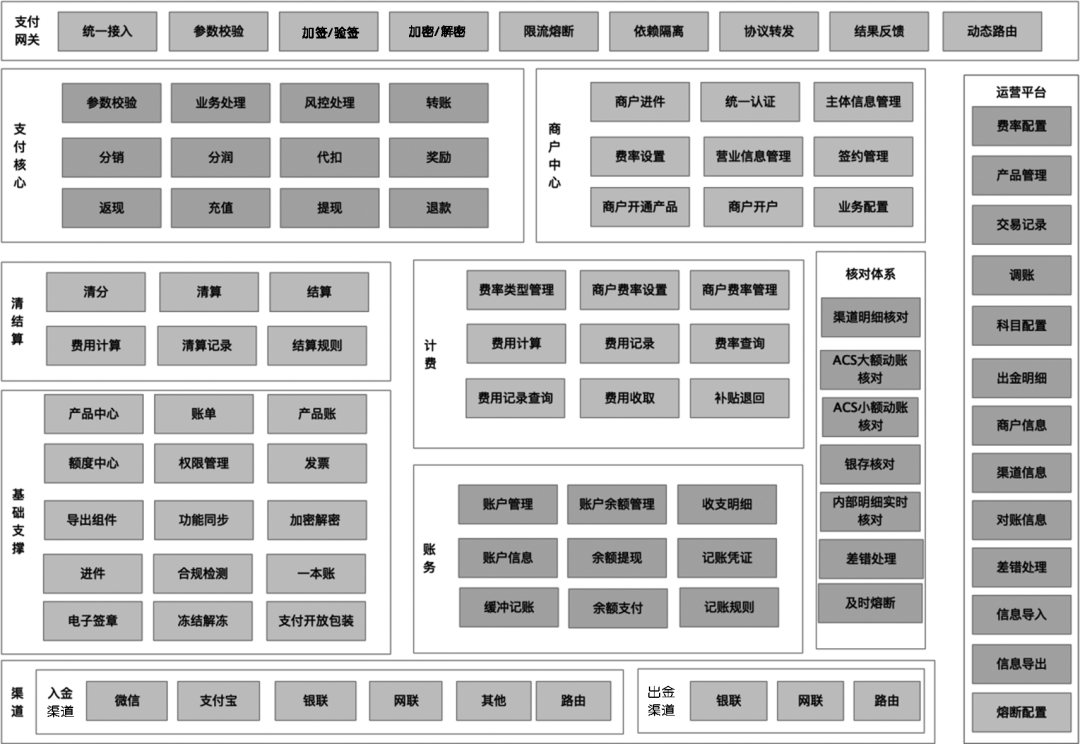 支付
网关
统一接入
参数校验
加签/验签
加密/解密
限流熔断
依赖隔离
协议转发
结果反馈
动态路由
支付核心
参数校验
业务处理
风控处理
转账
分销
分润
代扣
奖励
返现
充值
提现
退款
商户中心
商户进件
统一认证
主体信息管理
费率设置
营业信息管理
签约管理
商户开通产品
商户开户
业务配置
运营平台
费率配置
产品管理
交易记录
调账
科目配置
出金明细
商户信息
渠道信息
对账信息
差错处理
信息导入
信息导出
熔断配置
清结算
清分
清算
结算
费用计算
清算记录
结算规则
计费
费率类型管理
商户费率设置
商户费率管理
费用计算
费用记录
费率查询
费用记录查询
费用收取
补贴退回
核对体系
渠道明细核对
ACS大额动账
核对
ACS小额动账
核对
银存核对
内部明细实时
核对
差错处理
及时熔断
基础支撑
产品中心
账单
产品账
额度中心
权限管理
发票
导出组件
功能同步
加密解密
进件
合规检测
一本账
电子签章
冻结解冻
支付开放包装
账务
账户管理
账户余额管理
收支明细
账户信息
余额提现
记账凭证
缓冲记账
余额支付
记账规则
渠道
入金
渠道
微信
支付宝
银联
网联
其他
路由
出金
渠道
银联
网联
路由